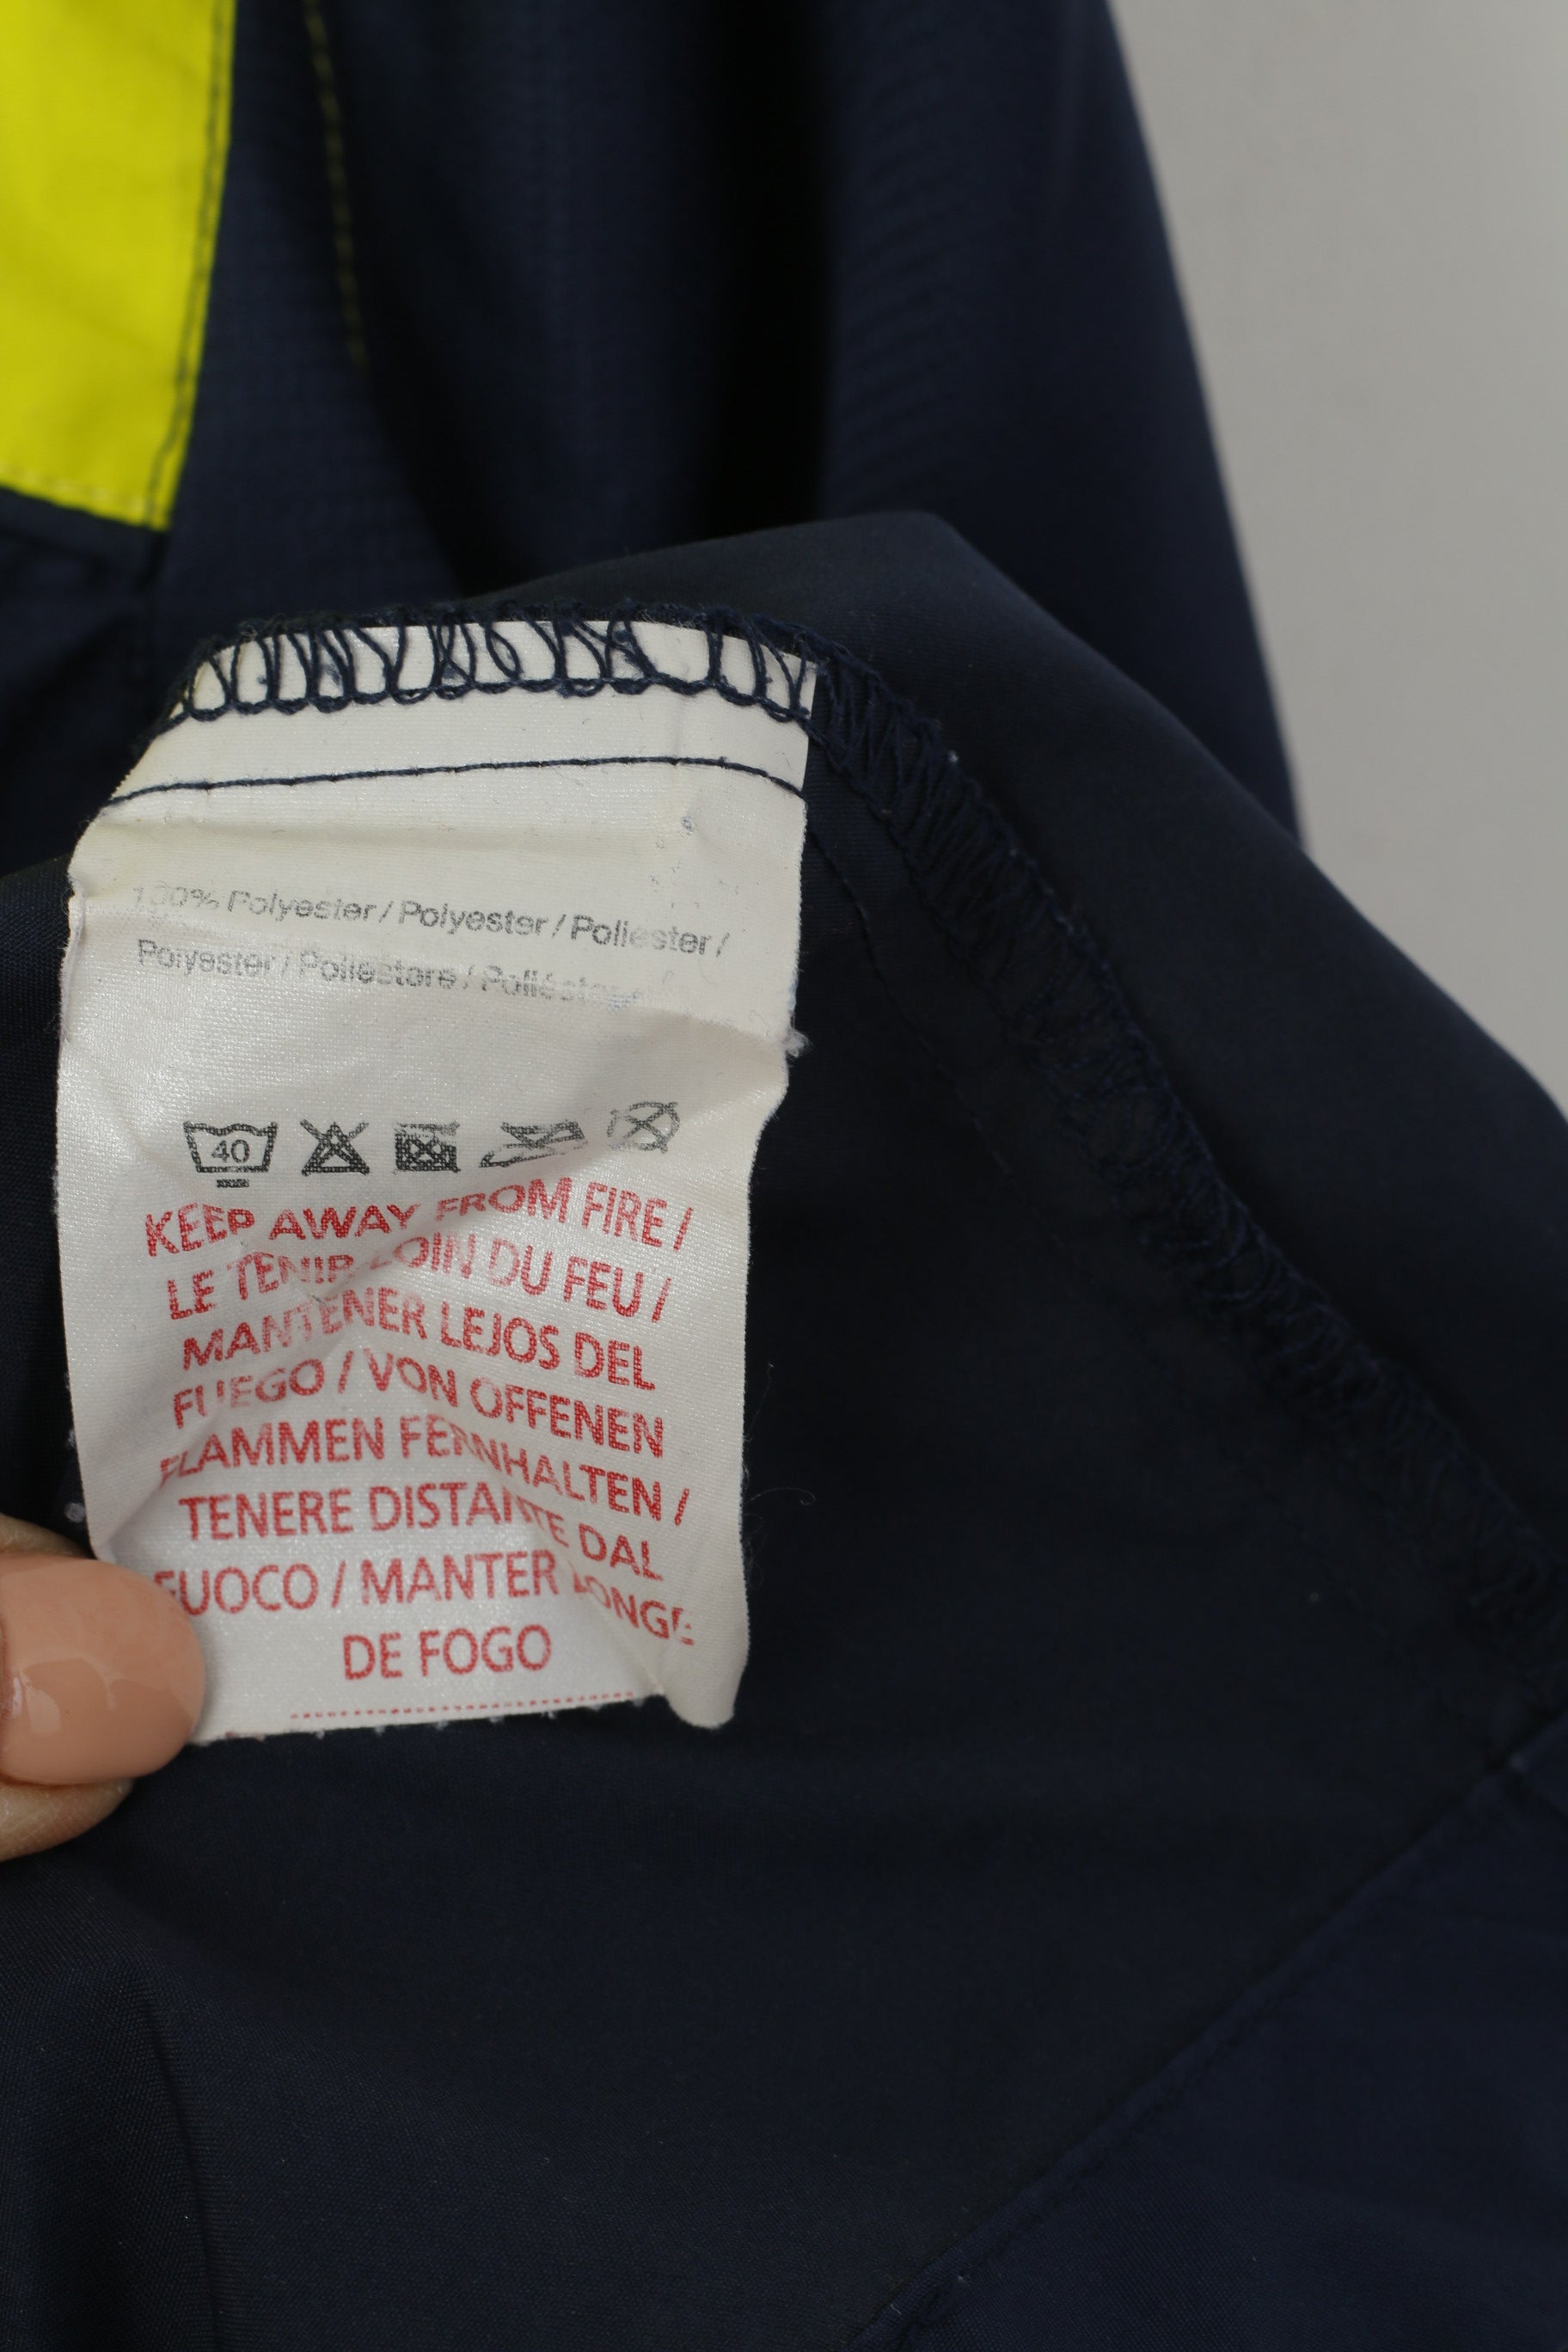 100% Polyester / Polyester / Poliester /
Polyester / Poliestere / Poliéster
40
KEEP AWAY FROM FIRE /
LE TENIR LOIN DU FEU /
MANTENER LEJOS DEL
FUEGO / VON OFFENEN
FLAMMEN FERNHALTEN /
TENERE DISTANTE DAL
FUOCO / MANTER LONGE
DE FOGO